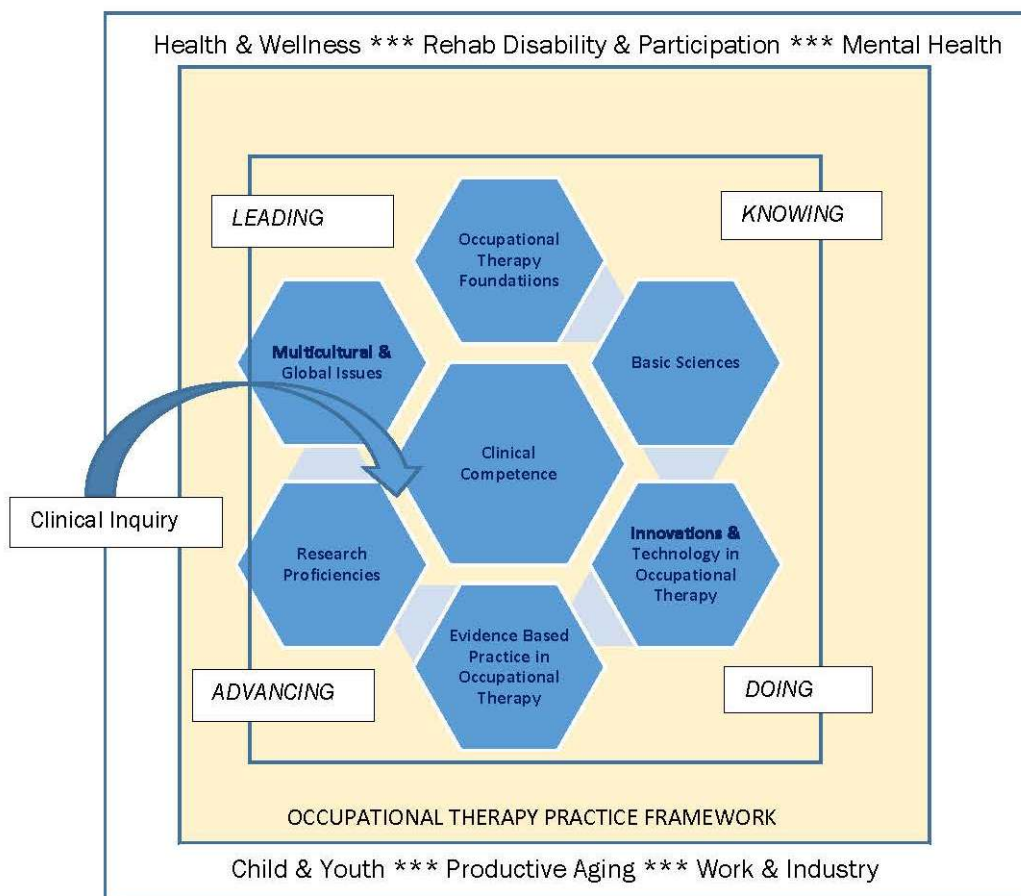 Health & Wellness *** Rehab Disability & Participation *** Mental Health
LEADING
KNOWING
Occupational
Therapy
Foundatiions
Multicultural &
Global Issues
Basic Sciences
Clinical
Competence
Clinical Inquiry
Research
Proficiencies
Innovations &
Technology in
Occupational
Therapy
Evidence Based
Practice in
Occupational
Therapy
ADVANCING
DOING
OCCUPATIONAL THERAPY PRACTICE FRAMEWORK
Child & Youth *** Productive Aging *** Work & Industry